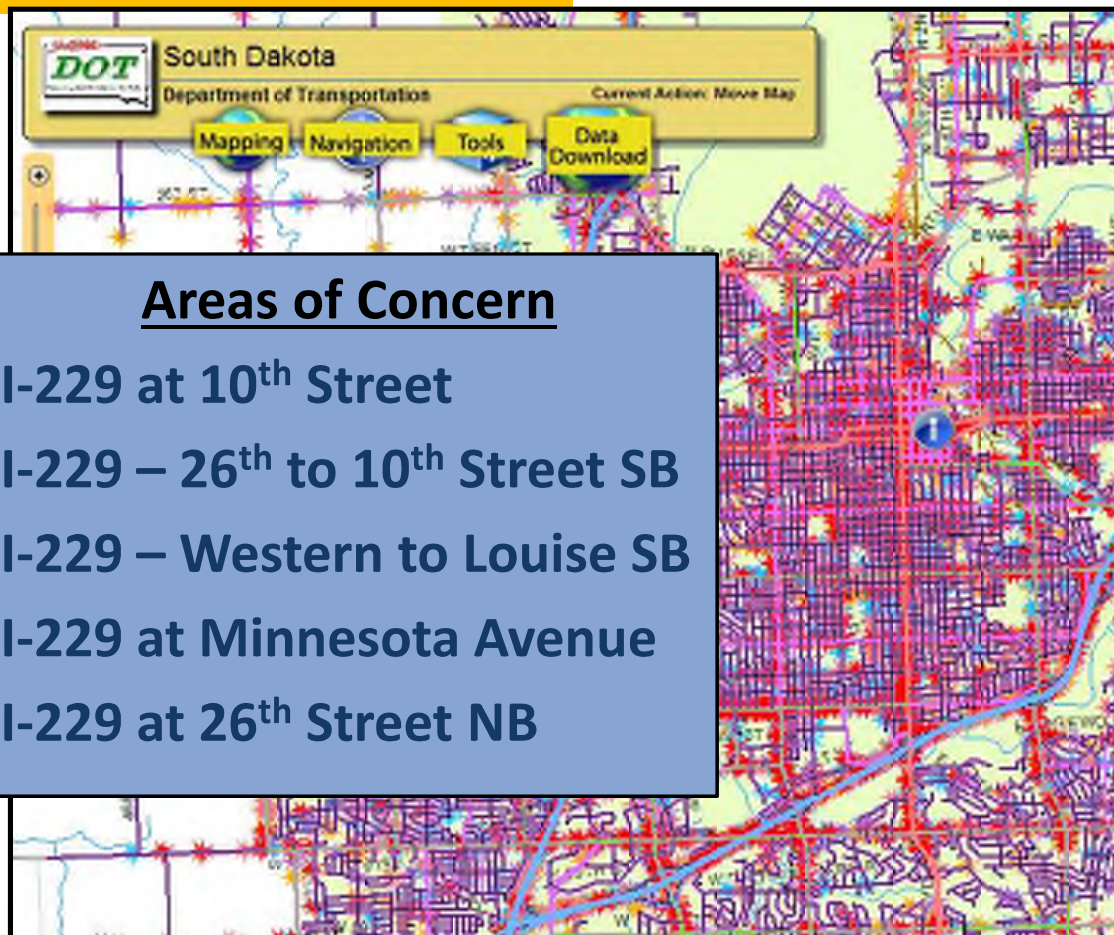 DOT
South Dakota
Department of Transportation
Current Action: Move Map
Mapping
Navigation
Tools
Data
Download
Areas of Concern
I-229 at 10th Street
I-229 – 26th to 10th Street SB
I-229 – Western to Louise SB
I-229 at Minnesota Avenue
I-229 at 26th Street NB